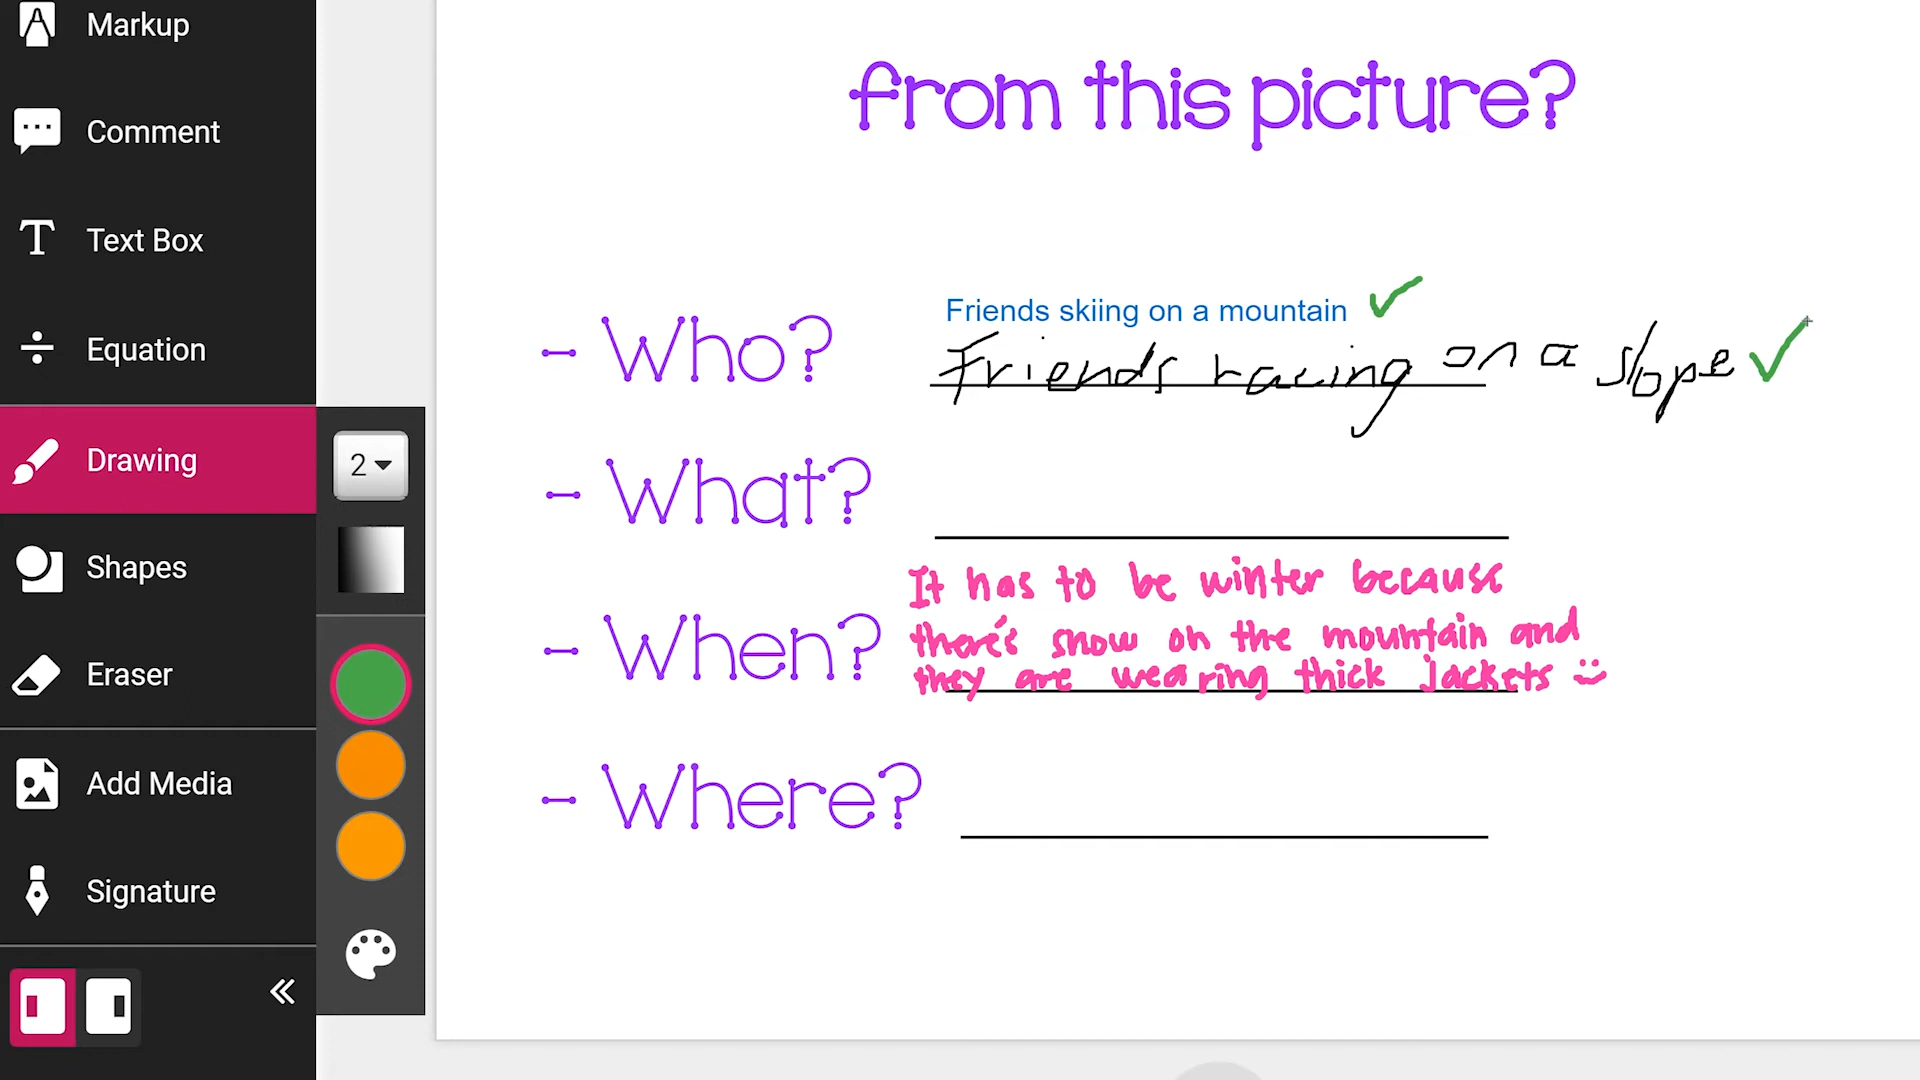 Markup
Comment
Text Box
Equation
Drawing
Shapes
Eraser
Add Media
Signature
2
from this picture?
- Who?
Friends skiing on a mountain
Friends racing on a slope
- What?
- When?
It has to be winter because
there's snow on the mountain and
they are wearing thick jackets
- Where?